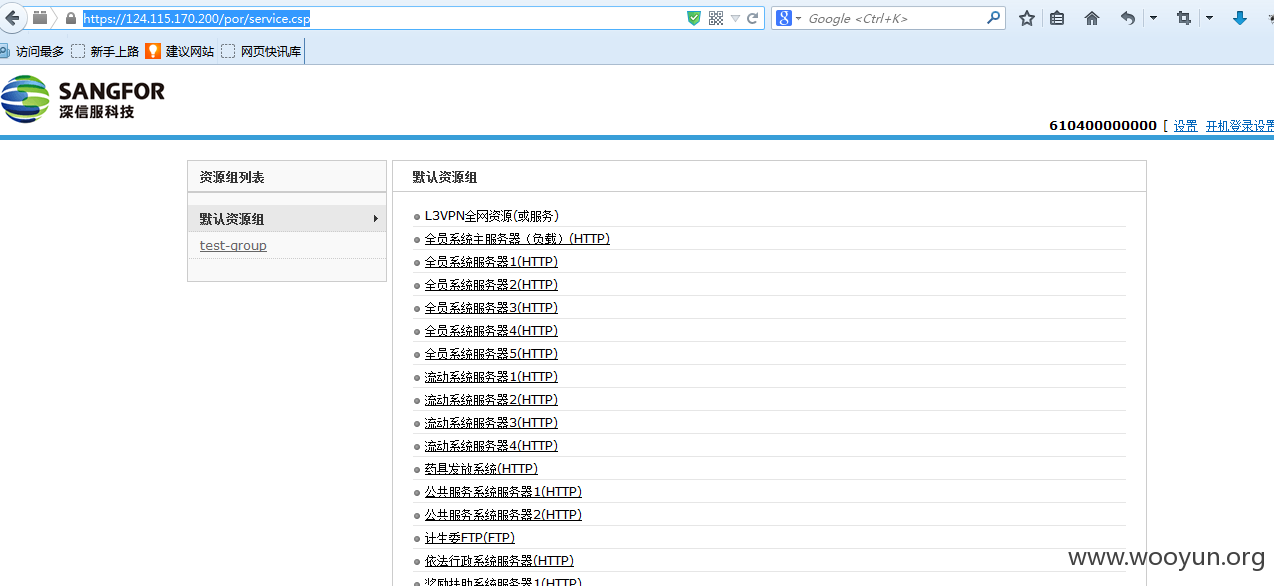 https://124.115.170.200/por/service.csp
Google <Ctrl+K>
访问最多 新手上路 建议网站 网页快讯库
SANGFOR
深信服科技
610400000000 [ 设置 开机登录设置
资源组列表
默认资源组
test-group
默认资源组
L3VPN全网资源(或服务)
全员系统主服务器（负载）(HTTP)
全员系统服务器1(HTTP)
全员系统服务器2(HTTP)
全员系统服务器3(HTTP)
全员系统服务器4(HTTP)
全员系统服务器5(HTTP)
流动系统服务器1(HTTP)
流动系统服务器2(HTTP)
流动系统服务器3(HTTP)
流动系统服务器4(HTTP)
药具发放系统(HTTP)
公共服务系统服务器1(HTTP)
公共服务系统服务器2(HTTP)
计生委FTP(FTP)
依法行政系统服务器(HTTP)
奖励扶助系统服务器1(HTTP)
www.wooyun.org